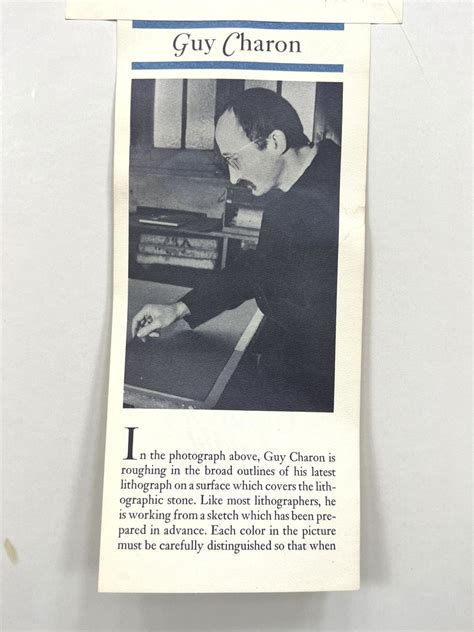 Guy Charon
In the photograph above, Guy Charon is
roughing in the broad outlines of his latest
lithograph on a surface which covers the lith-
ographic stone. Like most lithographers, he
is working from a sketch which has been pre-
pared in advance. Each color in the picture
must be carefully distinguished so that when